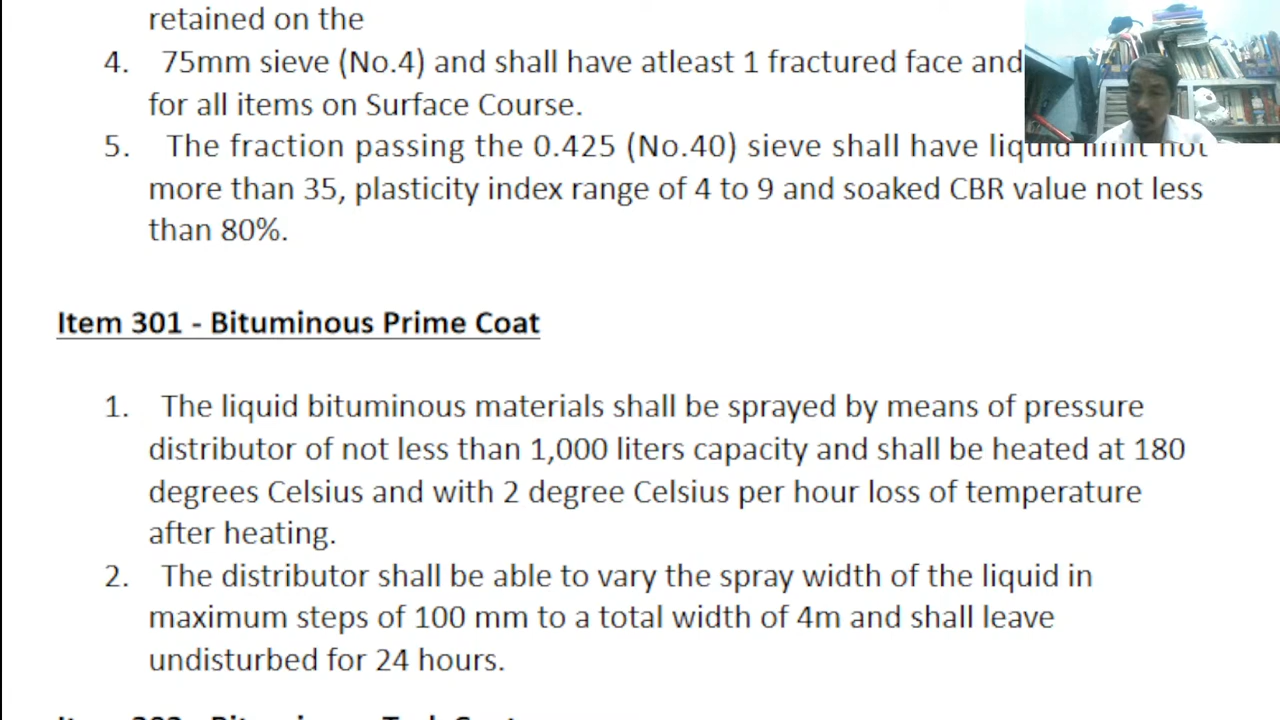 retained on the
4. 75mm sieve (No.4) and shall have atleast 1 fractured face and
for all items on Surface Course.
5. The fraction passing the 0.425 (No.40) sieve shall have liquid limit not
more than 35, plasticity index range of 4 to 9 and soaked CBR value not less
than 80%.
Item 301 - Bituminous Prime Coat
1. The liquid bituminous materials shall be sprayed by means of pressure
distributor of not less than 1,000 liters capacity and shall be heated at 180
degrees Celsius and with 2 degree Celsius per hour loss of temperature
after heating.
2. The distributor shall be able to vary the spray width of the liquid in
maximum steps of 100 mm to a total width of 4m and shall leave
undisturbed for 24 hours.